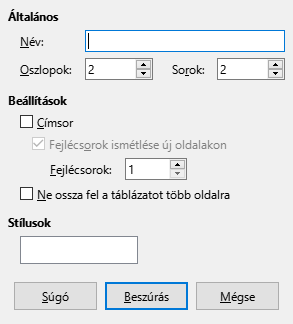 Általános
Név:
Oszlopok: 2 Sorok: 2
Beállítások
Címsor
Fejlécsorok ismétlése új oldalakon
Fejlécsorok: 1
Ne ossza fel a táblázatot több oldalra
Stílusok
Súgó Beszúrás Mégse